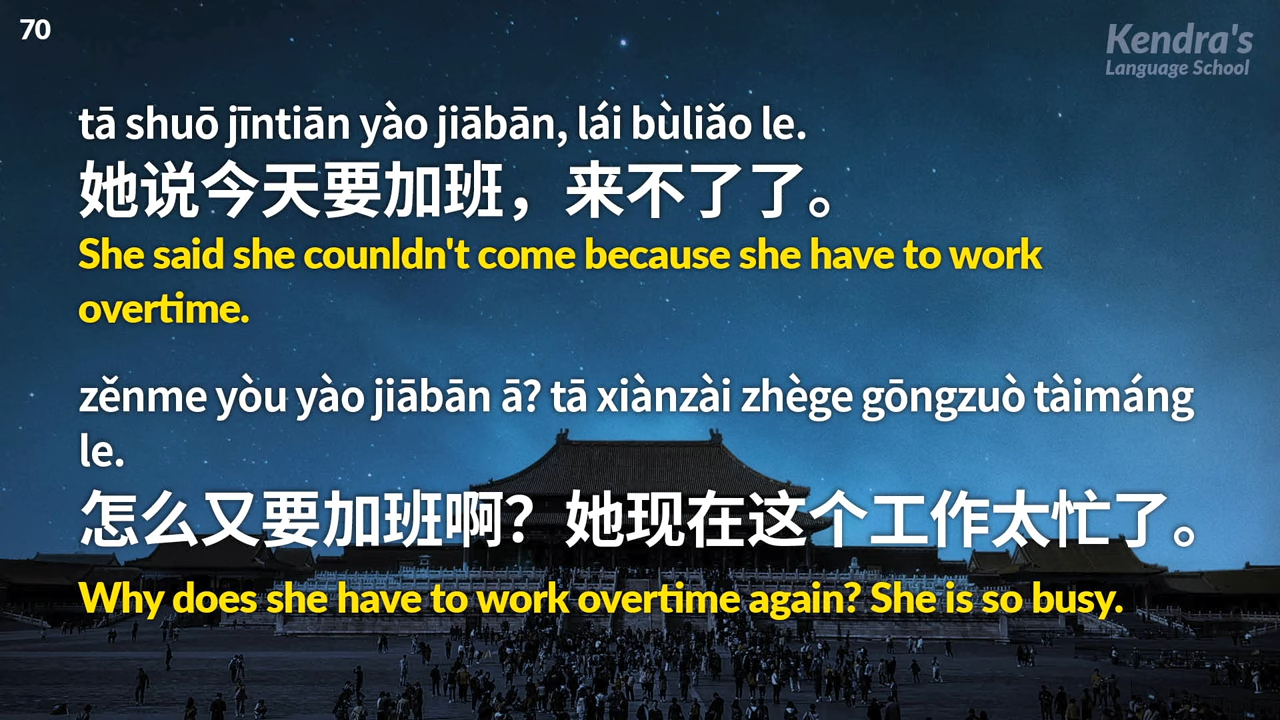 70
Kendra's
Language School
tā shuō jīntiān yào jiābān, lái bùliǎo le.
她说今天要加班，来不了了。
She said she counldn't come because she have to work
overtime.
zěnme yòu yào jiābān ā? tā xiànzài zhège gōngzuò tàimáng
le.
怎么又要加班啊？她现在这个工作太忙了。
Why does she have to work overtime again? She is so busy.